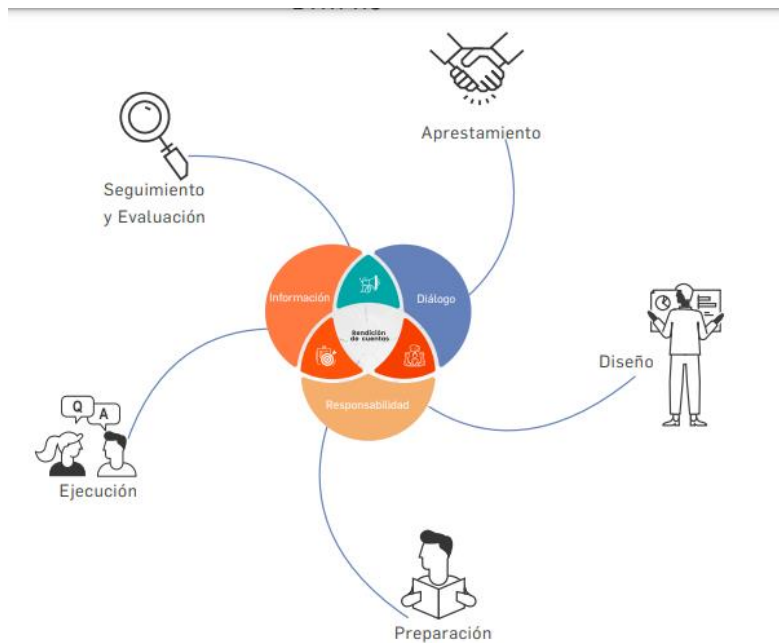 Aprestamiento
Seguimiento
y Evaluación
Información
Diálogo
Rendición
de cuentas
Diseño
Responsabilidad
Q
A
Ejecución
Preparación